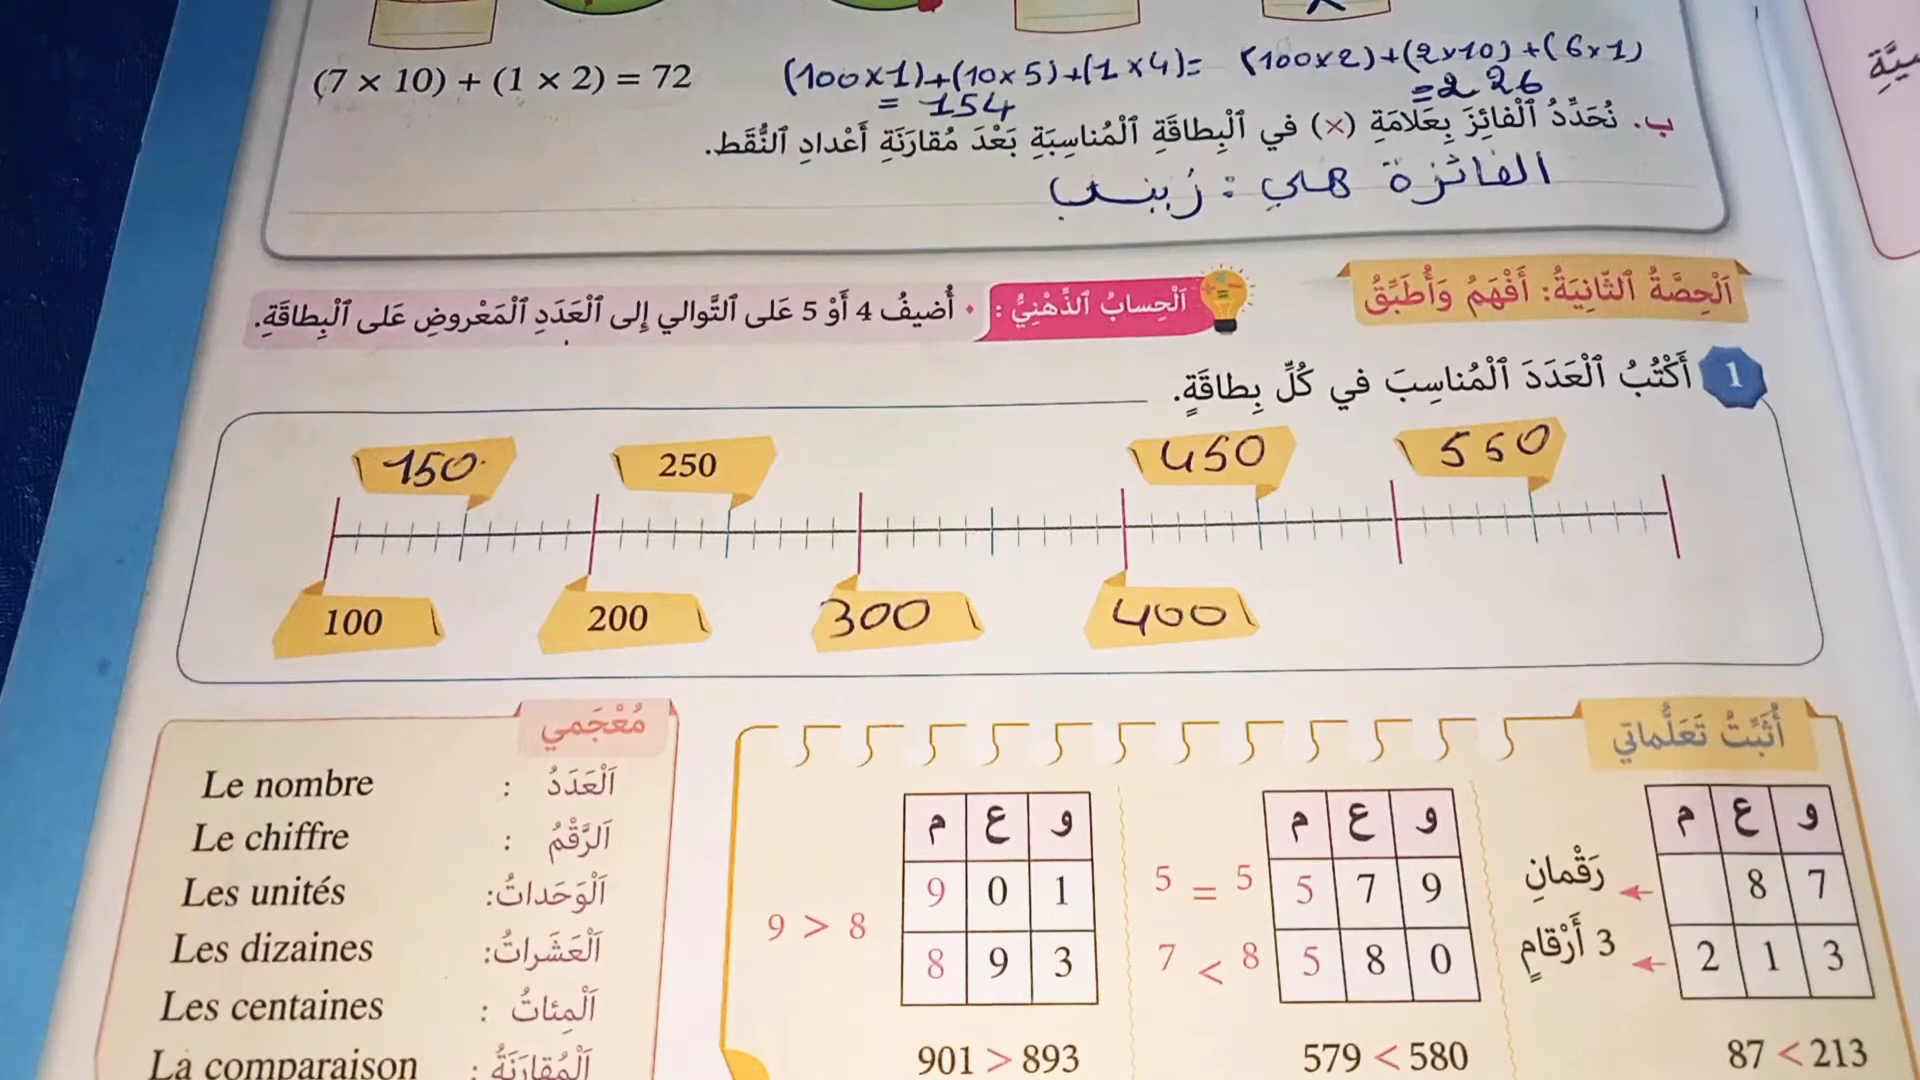 (7 × 10) + (1 × 2) = 72
(100×1)+(10×5)+(1×4)=
= 154
(100×2)+(2×10)+(6×1)
=226
ب. نُحَدِّدُ ٱلْفائِزَ بِعَلامَةِ (×) في ٱلْبِطاقَةِ ٱلْمُناسِبَةِ بَعْدَ مُقارَنَةِ أَعْدادِ ٱلنُّقَط.
الفائزة هي : زينب
اَلْحِصَّةُ ٱلثّانِيَةُ: أَفْهَمُ وَأُطَبِّقُ
اَلْحِسابُ ٱلذِّهْنِيُّ : • أُضيفُ 4 أَوْ 5 عَلى ٱلتَّوالي إِلى ٱلْعَدَدِ ٱلْمَعْروضِ عَلى ٱلْبِطاقَةِ.
1 أَكْتُبُ ٱلْعَدَدَ ٱلْمُناسِبَ في كُلِّ بِطاقَةٍ.
150 250 450 550
100 200 300 400
أُثَبِّتُ تَعَلُّماتي
م ع و
8 7
2 1 3
رَقْمانِ
3 أَرْقامٍ
87 < 213
م ع و
5 7 9
5 8 0
5 = 5
7 < 8
579 < 580
م ع و
9 0 1
8 9 3
9 > 8
901 > 893
مُعْجَمي
Le nombre : اَلْعَدَدُ
Le chiffre : اَلرَّقْمُ
Les unités :اَلْوَحَداتُ
Les dizaines :اَلْعَشَراتُ
Les centaines : اَلْمِئاتُ
La comparaison : اَلْمُقارَنَةُ